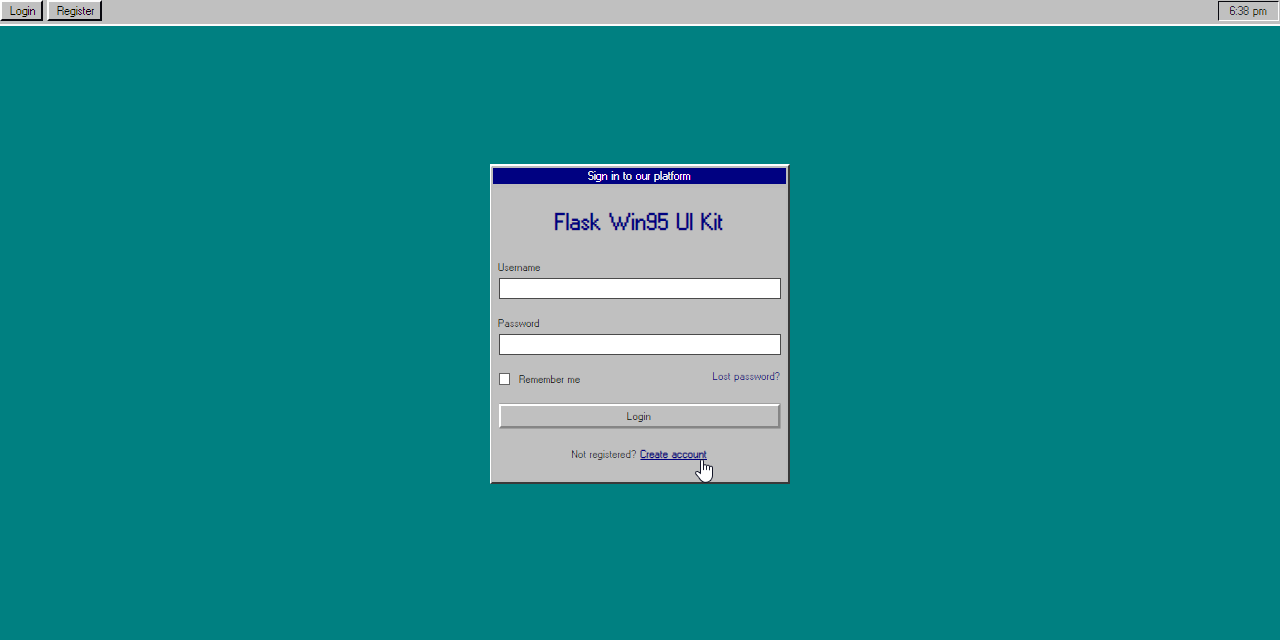 Login Register 6:38 pm
Sign in to our platform
Flask Win95 UI Kit
Username
Password
Remember me Lost password?
Login
Not registered? Create account